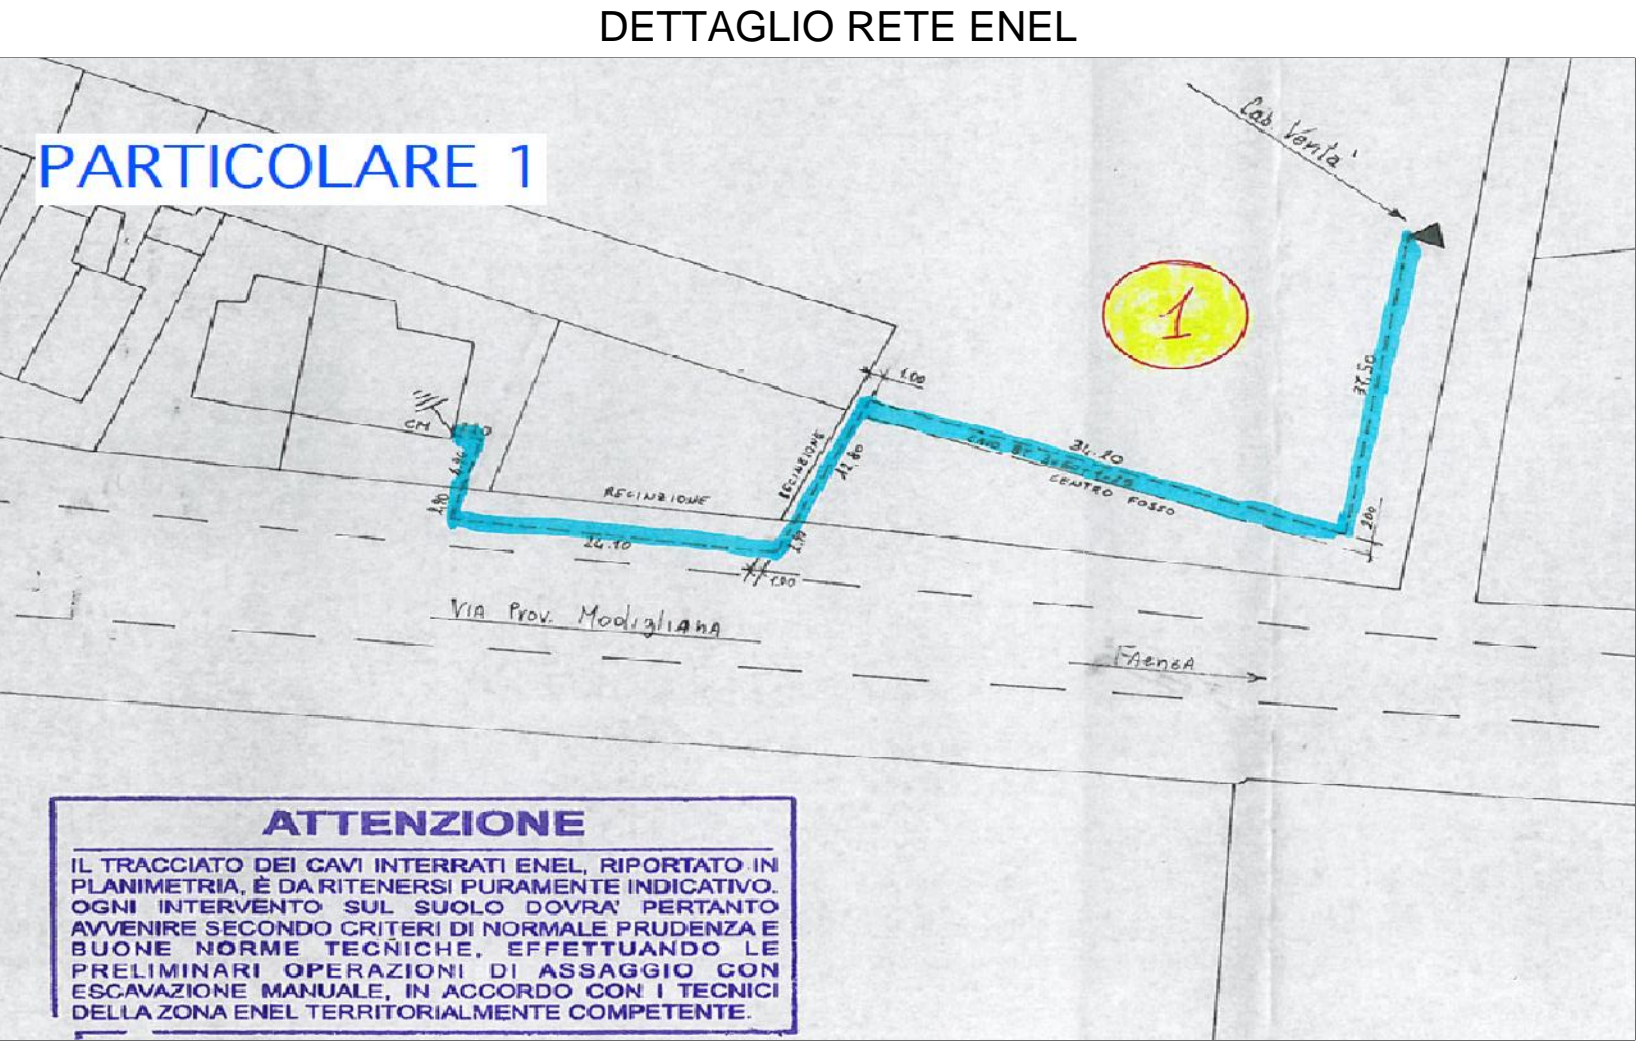 DETTAGLIO RETE ENEL
PARTICOLARE 1
Cab. Verità
1
1.00
37,50
CM
RECINZIONE
12.80
34.20
CENTRO FOSSO
2.00
RECINZIONE
24.10
1.00
VIA Prov. Modigliana
FAENZA
ATTENZIONE
IL TRACCIATO DEI CAVI INTERRATI ENEL, RIPORTATO IN
PLANIMETRIA, È DA RITENERSI PURAMENTE INDICATIVO.
OGNI INTERVENTO SUL SUOLO DOVRA' PERTANTO
AVVENIRE SECONDO CRITERI DI NORMALE PRUDENZA E
BUONE NORME TECNICHE, EFFETTUANDO LE
PRELIMINARI OPERAZIONI DI ASSAGGIO CON
ESCAVAZIONE MANUALE, IN ACCORDO CON I TECNICI
DELLA ZONA ENEL TERRITORIALMENTE COMPETENTE.